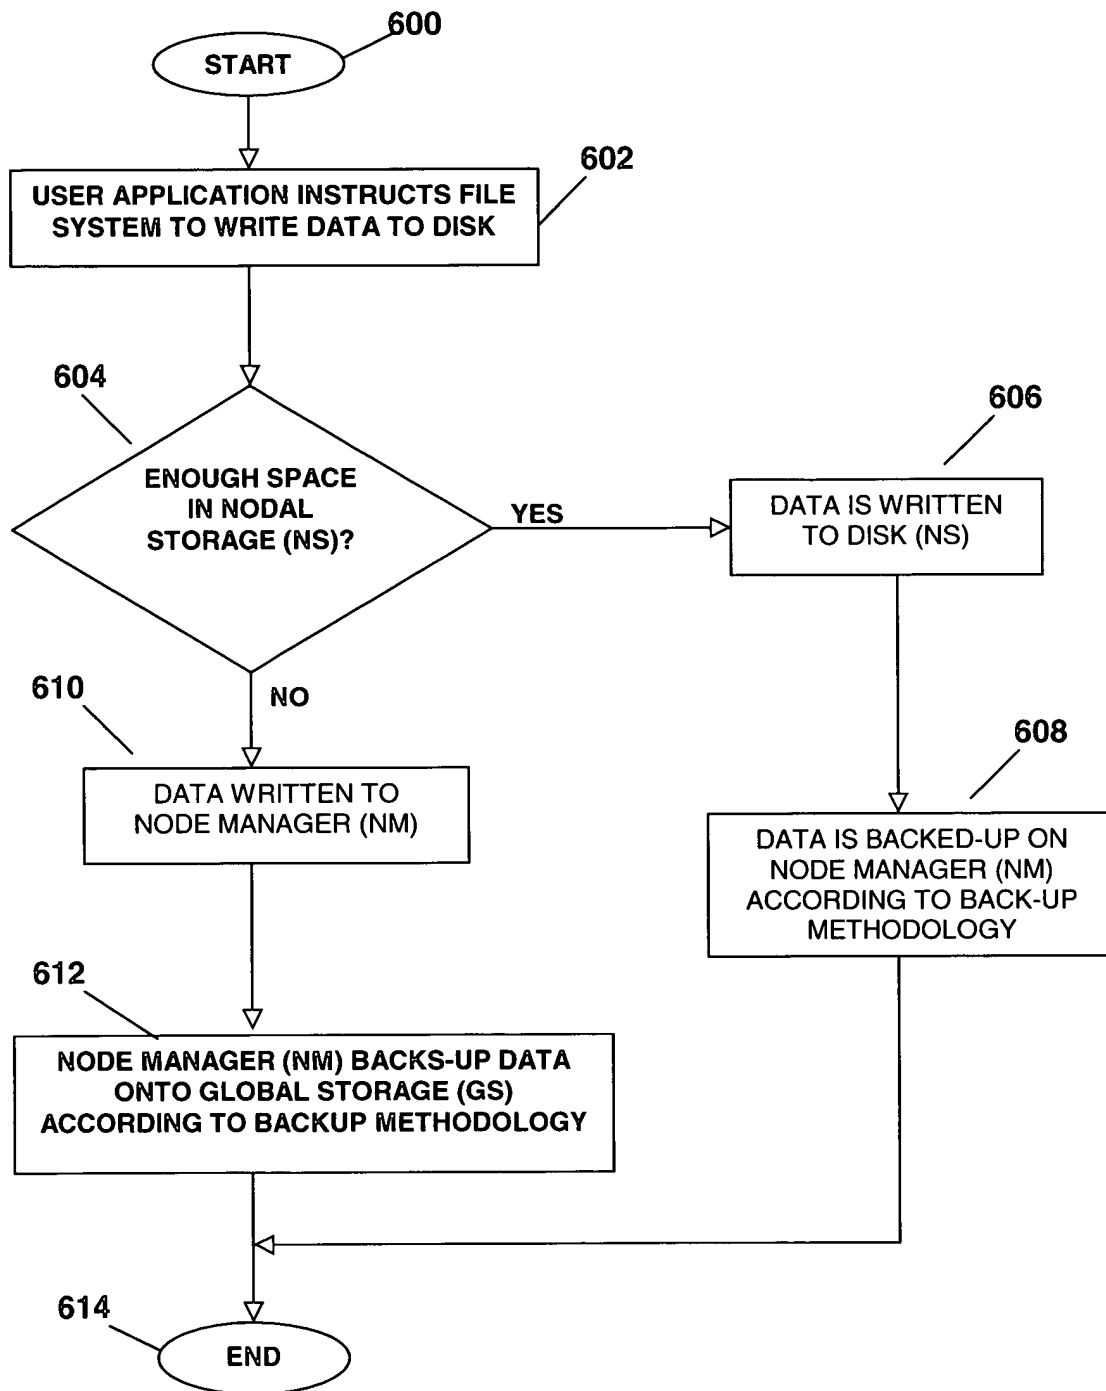 600
START
602
USER APPLICATION INSTRUCTS FILE
SYSTEM TO WRITE DATA TO DISK
604
ENOUGH SPACE
IN NODAL
STORAGE (NS)?
YES
606
DATA IS WRITTEN
TO DISK (NS)
NO
610
DATA WRITTEN TO
NODE MANAGER (NM)
608
DATA IS BACKED-UP ON
NODE MANAGER (NM)
ACCORDING TO BACK-UP
METHODOLOGY
612
NODE MANAGER (NM) BACKS-UP DATA
ONTO GLOBAL STORAGE (GS)
ACCORDING TO BACKUP METHODOLOGY
614
END